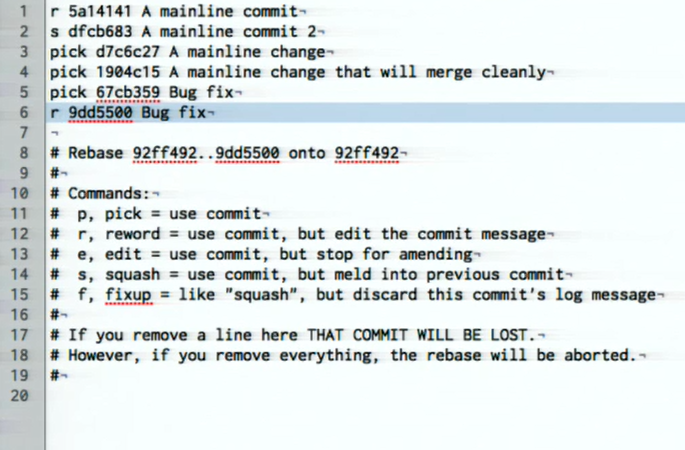 1 r 5a14141 A mainline commit¬
2 s dfcb683 A mainline commit 2¬
3 pick d7c6c27 A mainline change¬
4 pick 1904c15 A mainline change that will merge cleanly¬
5 pick 67cb359 Bug fix¬
6 r 9dd5500 Bug fix¬
7 ¬
8 # Rebase 92ff492..9dd5500 onto 92ff492¬
9 #¬
10 # Commands:¬
11 #  p, pick = use commit¬
12 #  r, reword = use commit, but edit the commit message¬
13 #  e, edit = use commit, but stop for amending¬
14 #  s, squash = use commit, but meld into previous commit¬
15 #  f, fixup = like "squash", but discard this commit's log message¬
16 #¬
17 # If you remove a line here THAT COMMIT WILL BE LOST.¬
18 # However, if you remove everything, the rebase will be aborted.¬
19 #¬
20